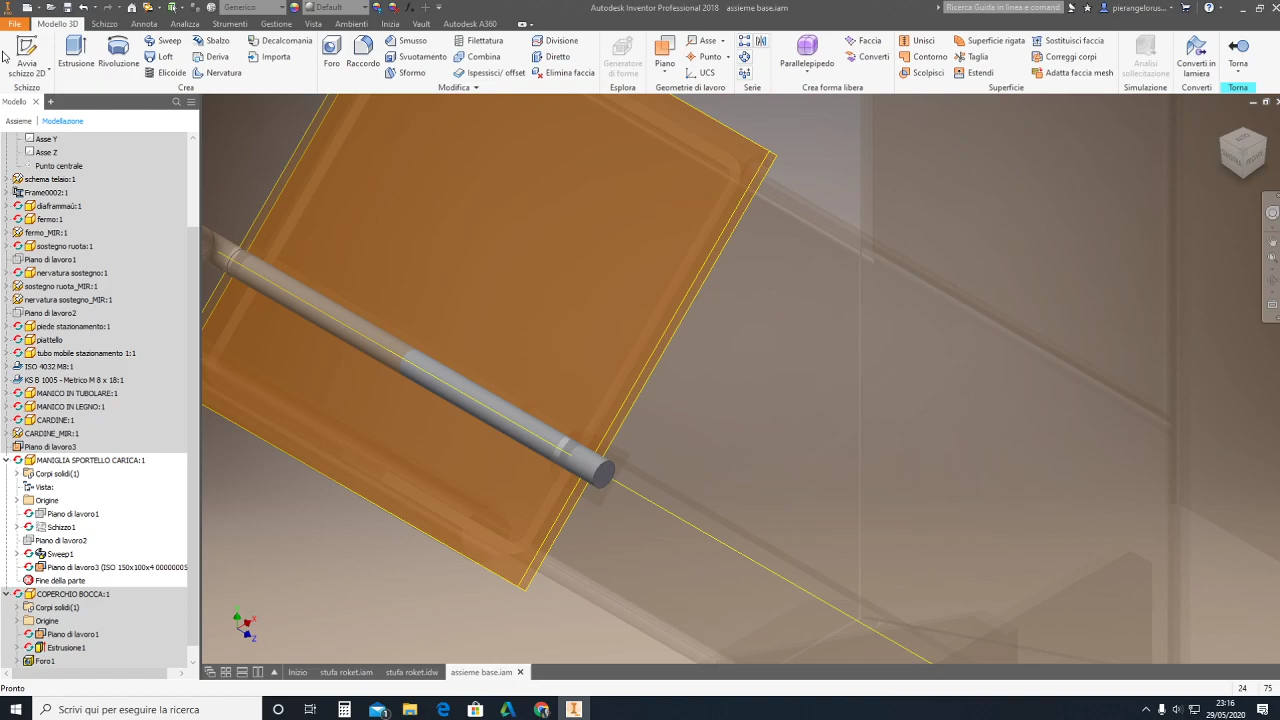 Generico
Default
Autodesk Inventor Professional 2018   assieme base.iam
Ricerca Guida in linea e comand
pierangelorus...
File Modello 3D Schizzo Annota Analizza Strumenti Gestione Vista Ambienti Inizia Vault Autodesk A360
Avvia schizzo 2D
Estrusione
Rivoluzione
Sweep
Loft
Elicoide
Sbalzo
Deriva
Nervatura
Decalcomania
Importa
Foro
Raccordo
Smusso
Svuotamento
Sformo
Filettatura
Combina
Ispessisci/ offset
Divisione
Diretto
Elimina faccia
Generatore di forme
Piano
Asse
Punto
UCS
Parallelepipedo
Faccia
Converti
Unisci
Contorno
Scolpisci
Superficie rigata
Taglia
Estendi
Sostituisci faccia
Correggi corpi
Adatta faccia mesh
Analisi sollecitazione
Converti in lamiera
Torna
Schizzo
Crea
Modifica
Esplora
Geometrie di lavoro
Serie
Crea forma libera
Superficie
Simulazione
Converti
Torna
Modello
Assieme Modellazione
Asse Y
Asse Z
Punto centrale
schema telaio:1
Frame0002:1
diaframmaù:1
fermo:1
fermo_MIR:1
sostegno ruota:1
Piano di lavoro1
nervatura sostegno:1
sostegno ruota_MIR:1
nervatura sostegno_MIR:1
Piano di lavoro2
piede stazionamento:1
piattello
tubo mobile stazionamento 1:1
ISO 4032 M8:1
KS B 1005 - Metrico M 8 x 18:1
MANICO IN TUBOLARE:1
MANICO IN LEGNO:1
CARDINE:1
CARDINE_MIR:1
Piano di lavoro3
MANIGLIA SPORTELLO CARICA:1
Corpi solidi(1)
Vista:
Origine
Piano di lavoro1
Schizzo1
Piano di lavoro2
Sweep1
Piano di lavoro3 (ISO 150x100x4 00000005
Fine della parte
COPERCHIO BOCCA:1
Corpi solidi(1)
Origine
Piano di lavoro1
Estrusione1
Foro1
X
Z
Inizio stufa roket.iam stufa roket.idw assieme base.iam
Pronto
24 75
Scrivi qui per eseguire la ricerca
23:16
29/05/2020